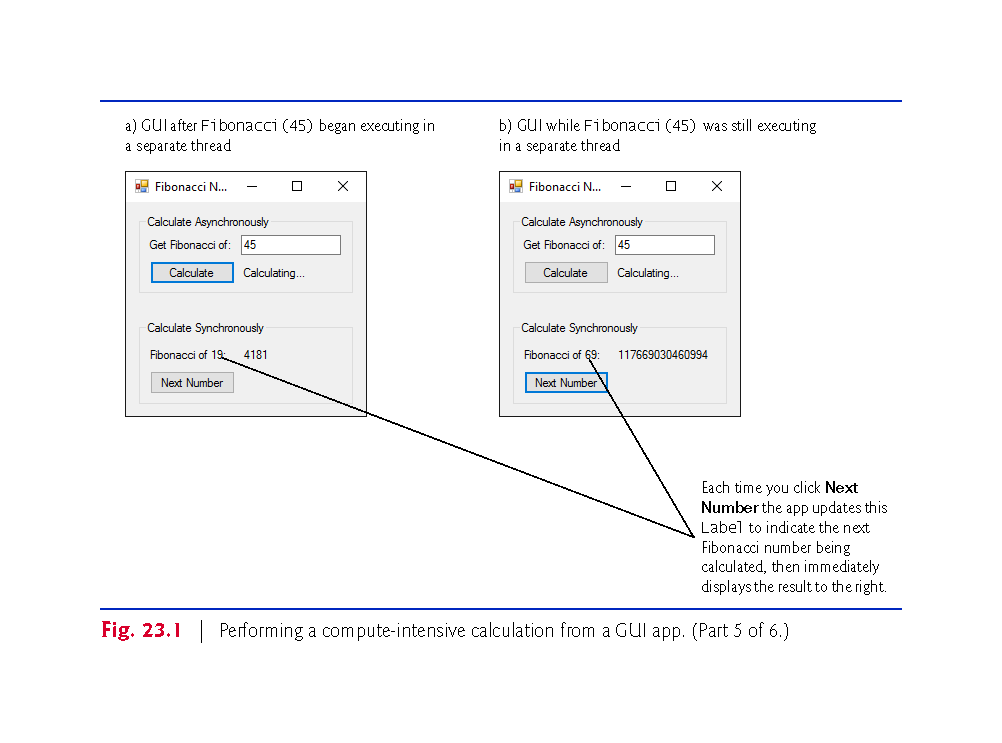 a) GUI after Fibonacci(45) began executing in
a separate thread
Fibonacci N...
Calculate Asynchronously
Get Fibonacci of: 45
Calculate Calculating...
Calculate Synchronously
Fibonacci of 19: 4181
Next Number
b) GUI while Fibonacci(45) was still executing
in a separate thread
Fibonacci N...
Calculate Asynchronously
Get Fibonacci of: 45
Calculate Calculating...
Calculate Synchronously
Fibonacci of 69: 117669030460994
Next Number
Each time you click Next
Number the app updates this
Label to indicate the next
Fibonacci number being
calculated, then immediately
displays the result to the right.
Fig. 23.1 | Performing a compute-intensive calculation from a GUI app. (Part 5 of 6.)